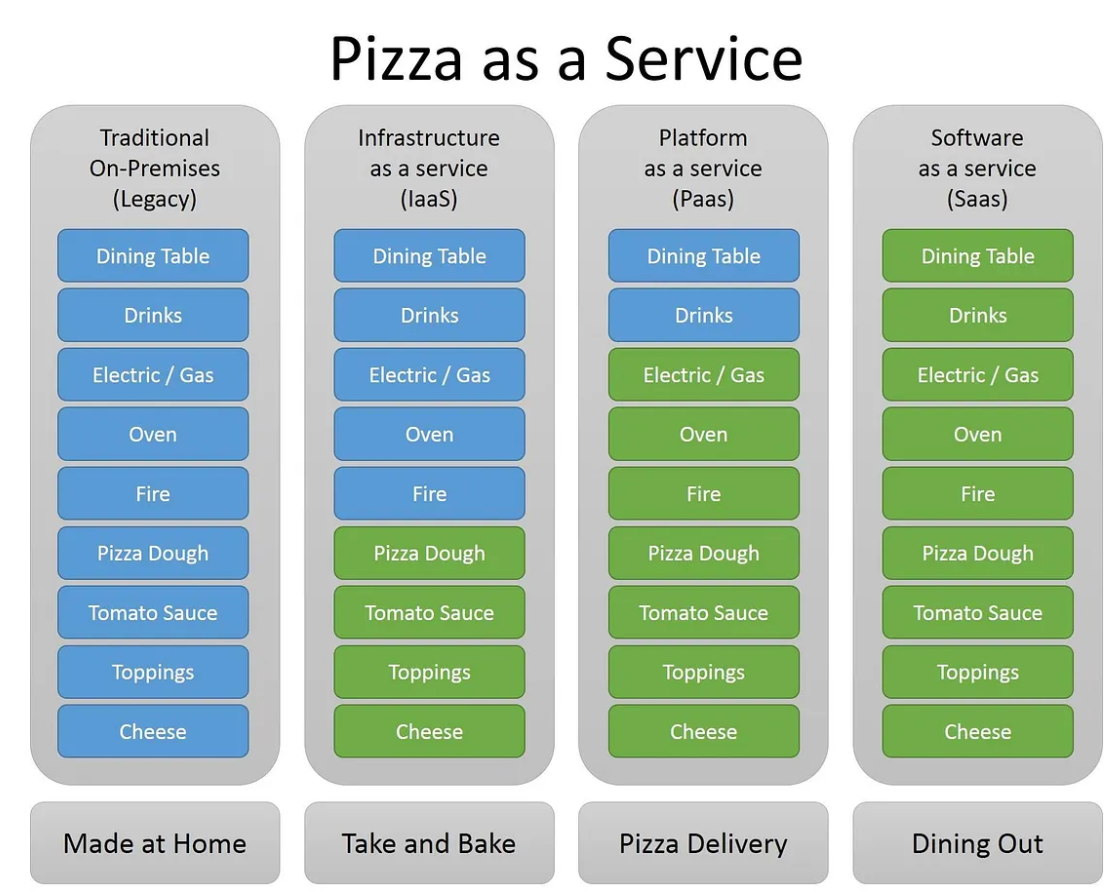 Pizza as a Service
Traditional
On-Premises
(Legacy)
Dining Table
Drinks
Electric / Gas
Oven
Fire
Pizza Dough
Tomato Sauce
Toppings
Cheese
Made at Home
Infrastructure
as a service
(IaaS)
Dining Table
Drinks
Electric / Gas
Oven
Fire
Pizza Dough
Tomato Sauce
Toppings
Cheese
Take and Bake
Platform
as a service
(Paas)
Dining Table
Drinks
Electric / Gas
Oven
Fire
Pizza Dough
Tomato Sauce
Toppings
Cheese
Pizza Delivery
Software
as a service
(Saas)
Dining Table
Drinks
Electric / Gas
Oven
Fire
Pizza Dough
Tomato Sauce
Toppings
Cheese
Dining Out